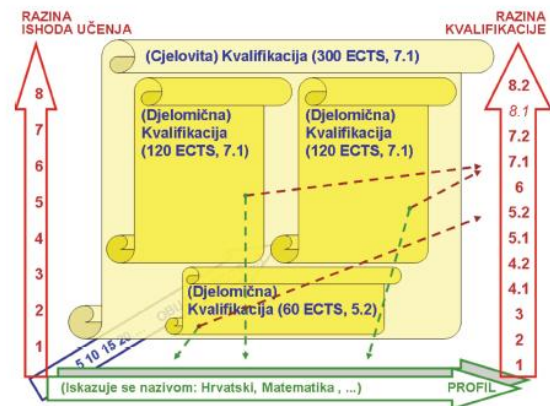 RAZINA
ISHODA UČENJA
RAZINA
KVALIFIKACIJE
(Cjelovita) Kvalifikacija (300 ECTS, 7.1)
(Djelomična)
Kvalifikacija
(120 ECTS, 7.1)
(Djelomična)
Kvalifikacija
(120 ECTS, 7.1)
(Djelomična)
Kvalifikacija (60 ECTS, 5.2)
8
7
6
5
4
3
2
1
8.2
8.1
7.2
7.1
6
5.2
5.1
4.2
4.1
3
2
1
5 10 15 20 ...
(Iskazuje se nazivom: Hrvatski, Matematika , ...)
PROFIL